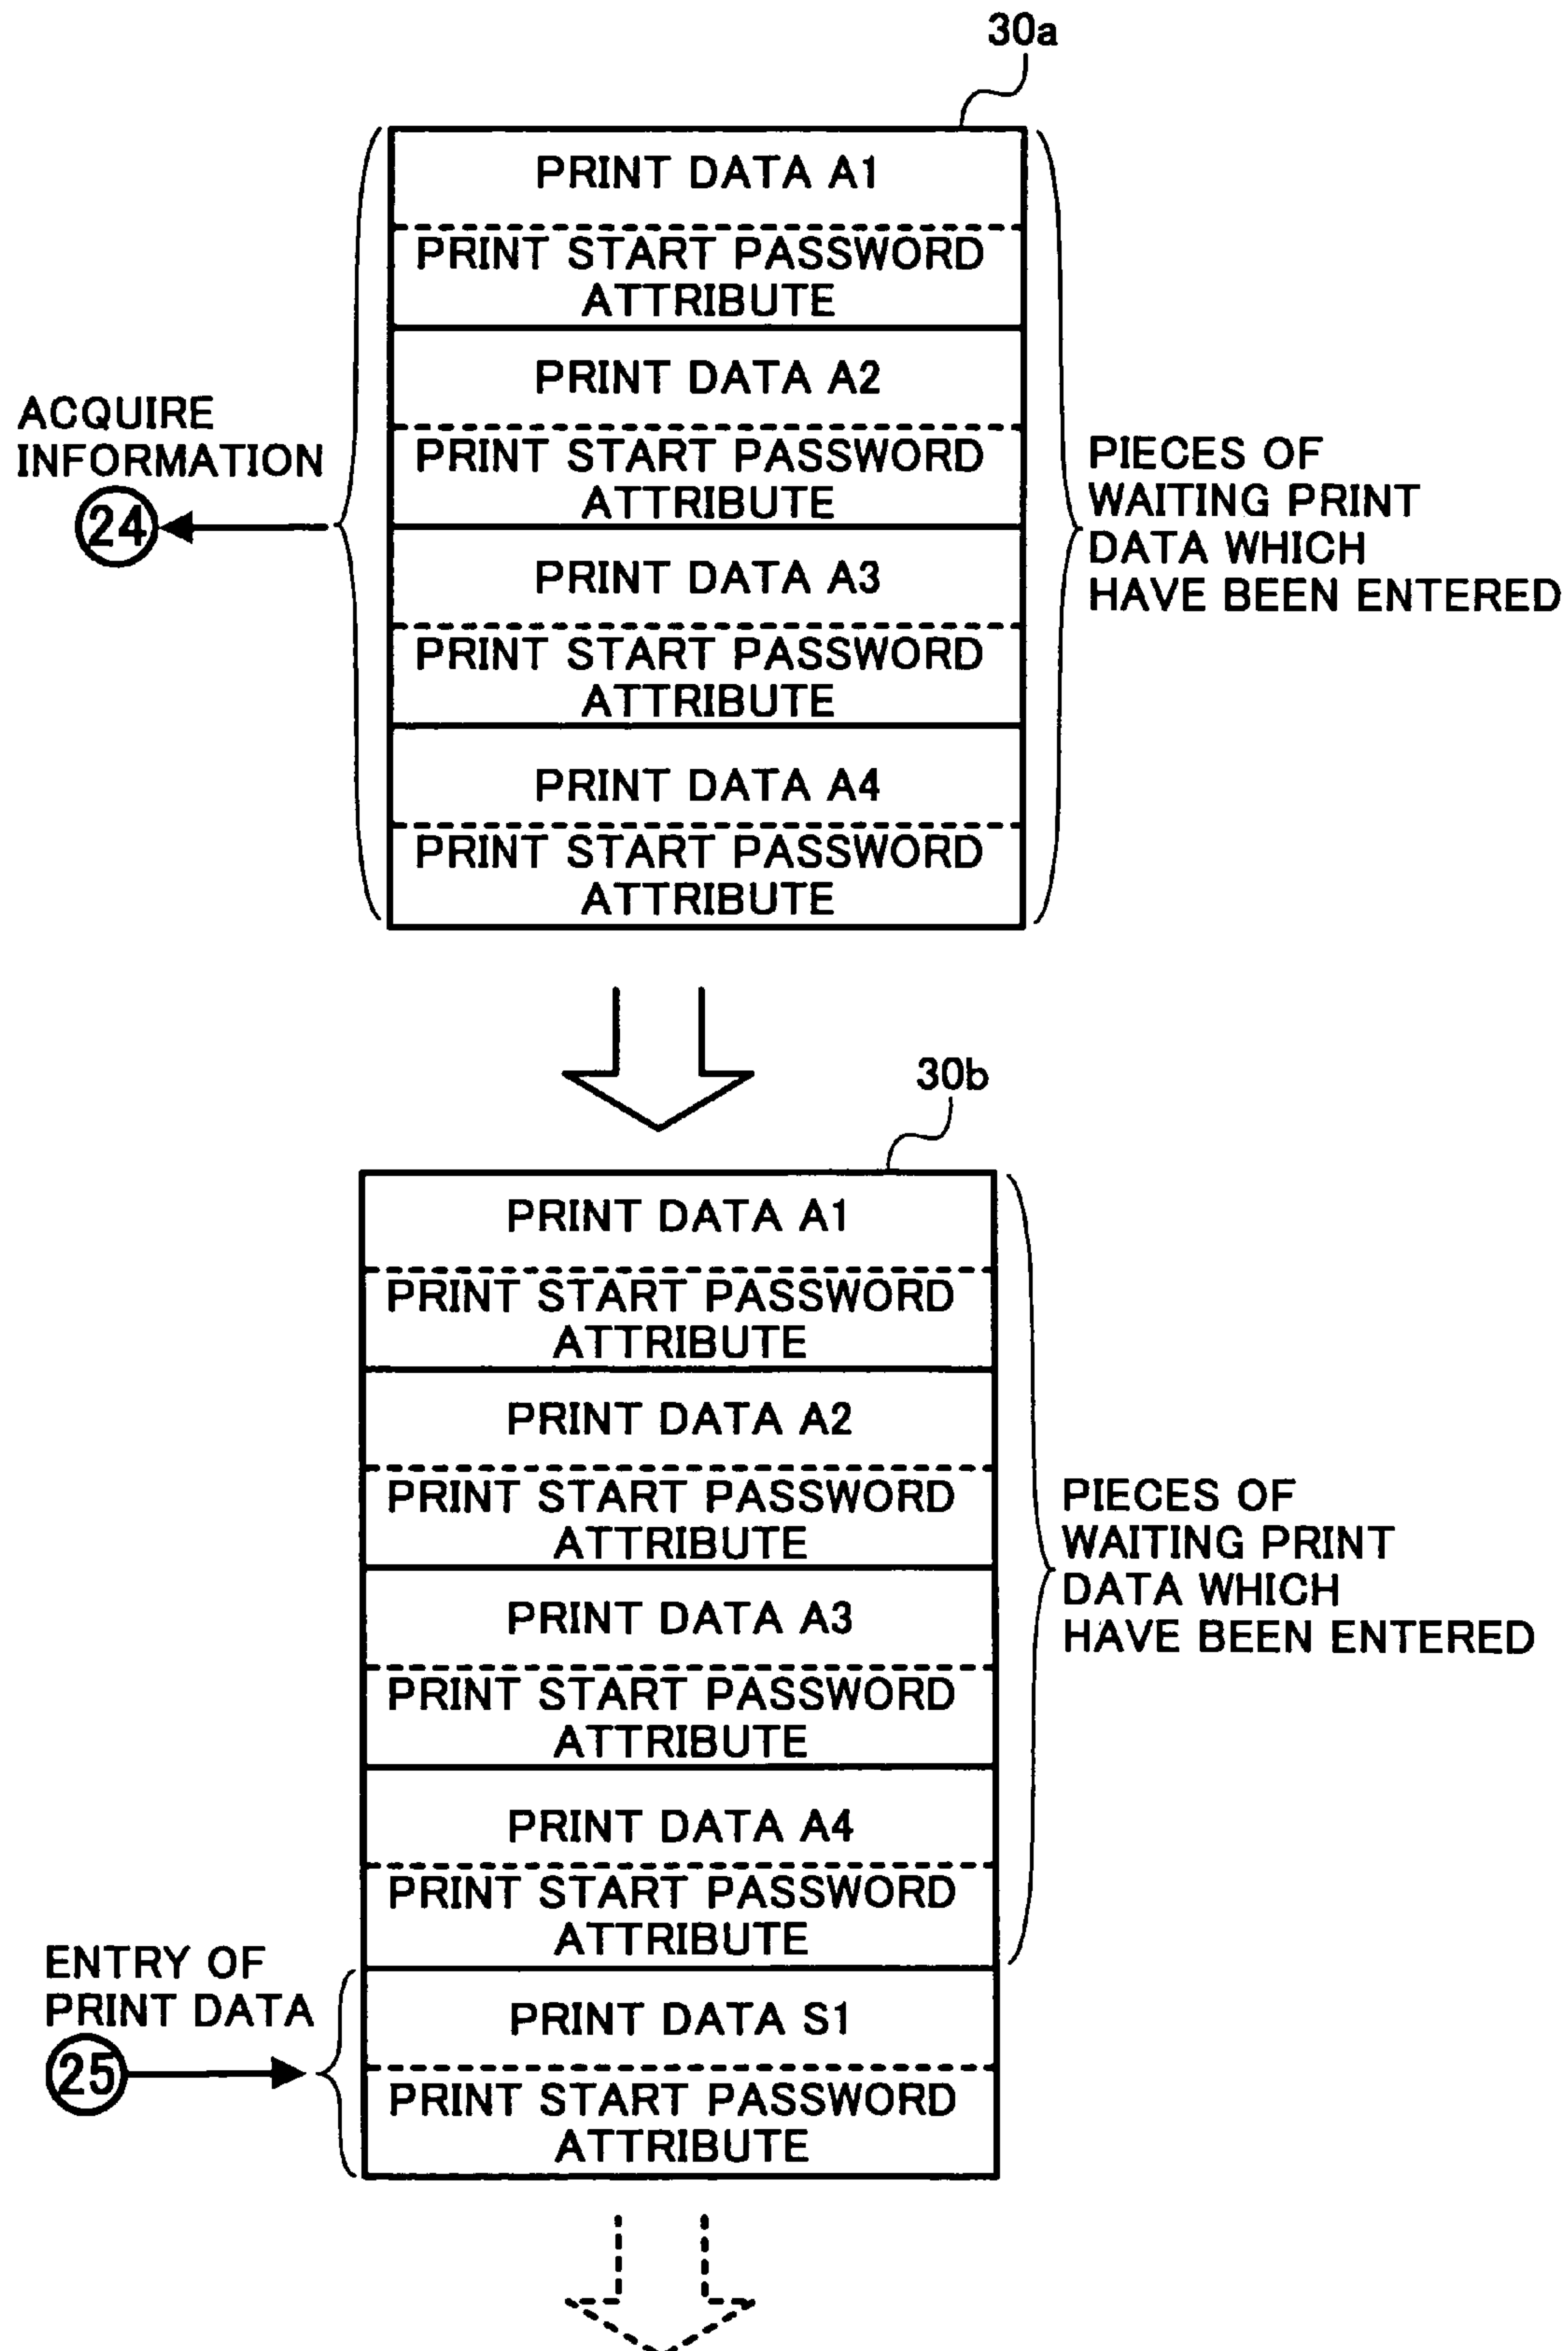 30a
PRINT DATA A1
PRINT START PASSWORD
ATTRIBUTE
PRINT DATA A2
PRINT START PASSWORD
ATTRIBUTE
PRINT DATA A3
PRINT START PASSWORD
ATTRIBUTE
PRINT DATA A4
PRINT START PASSWORD
ATTRIBUTE
ACQUIRE
INFORMATION
24
PIECES OF
WAITING PRINT
DATA WHICH
HAVE BEEN ENTERED
30b
PRINT DATA A1
PRINT START PASSWORD
ATTRIBUTE
PRINT DATA A2
PRINT START PASSWORD
ATTRIBUTE
PRINT DATA A3
PRINT START PASSWORD
ATTRIBUTE
PRINT DATA A4
PRINT START PASSWORD
ATTRIBUTE
PIECES OF
WAITING PRINT
DATA WHICH
HAVE BEEN ENTERED
ENTRY OF
PRINT DATA
25
PRINT DATA S1
PRINT START PASSWORD
ATTRIBUTE